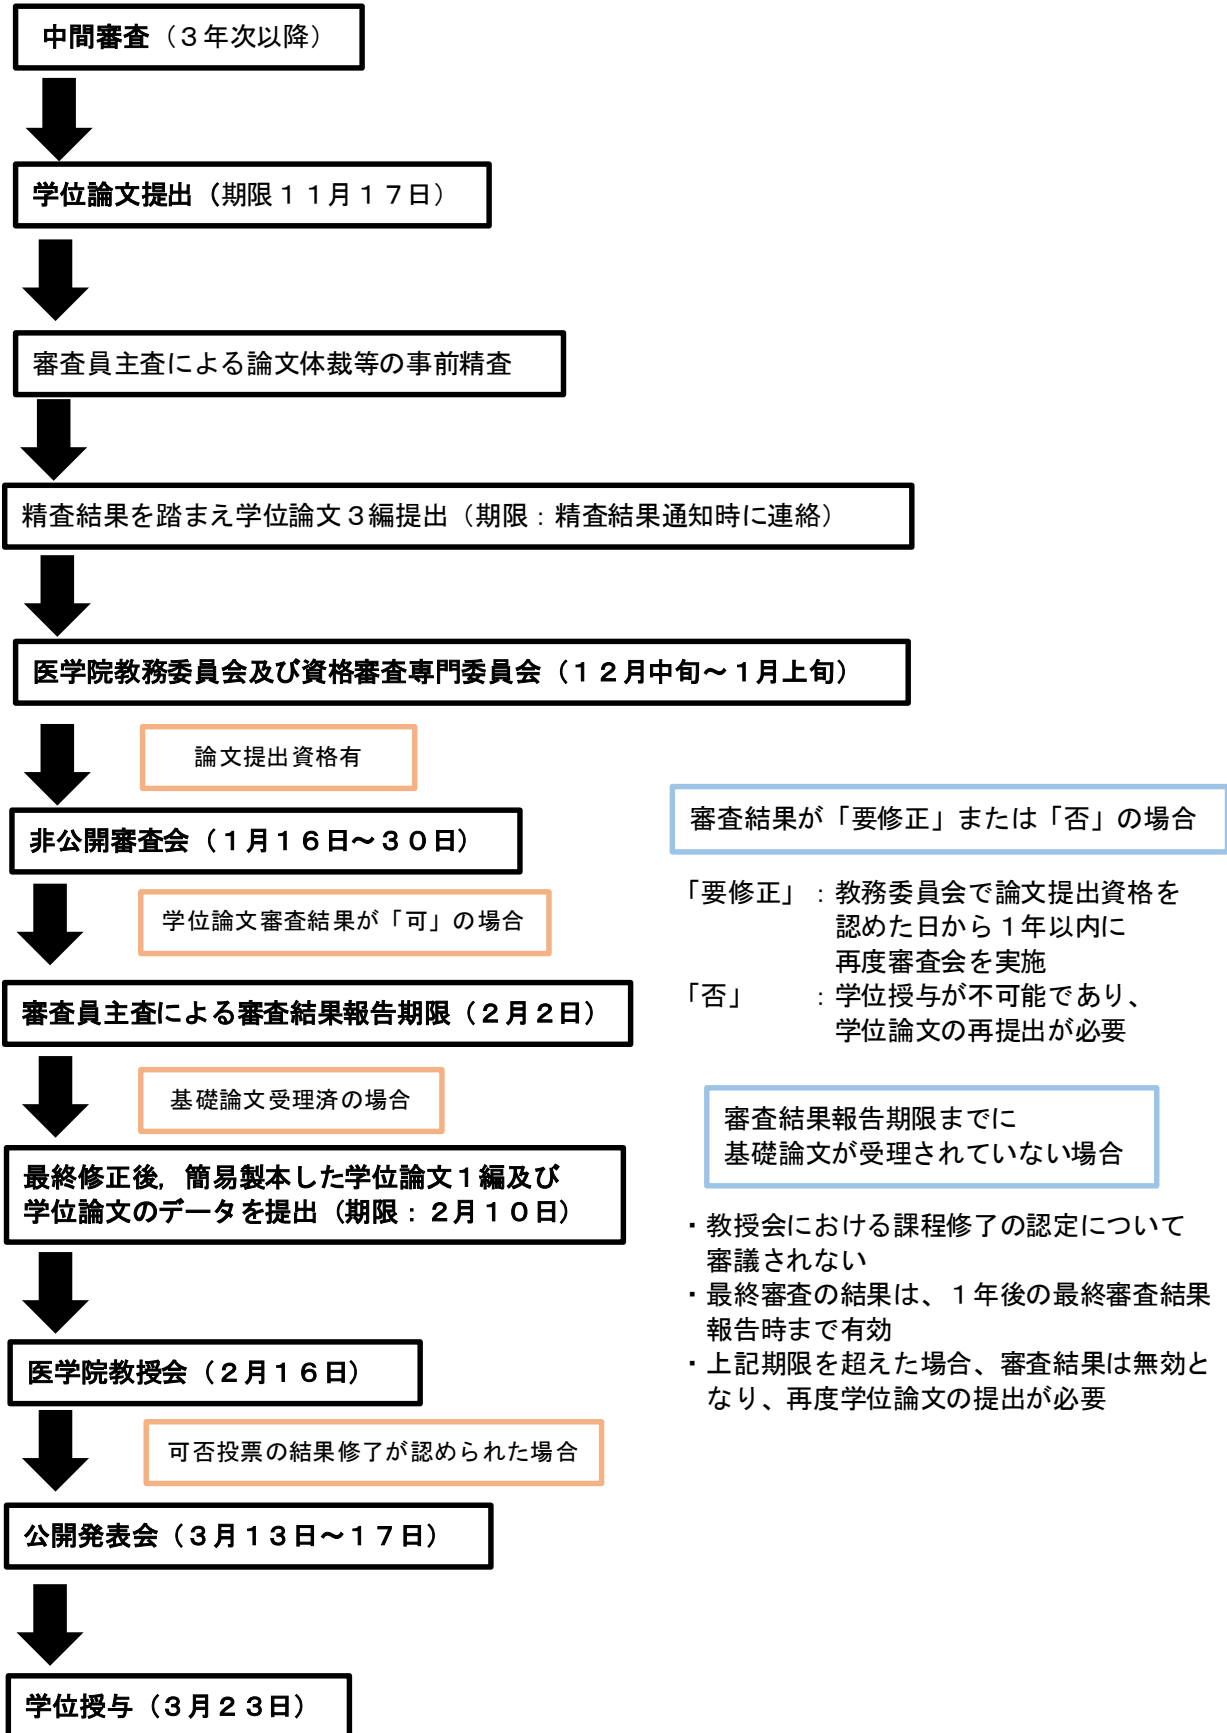 中間審査（３年次以降）
学位論文提出（期限１１月１７日）
審査員主査による論文体裁等の事前精査
精査結果を踏まえ学位論文３編提出（期限：精査結果通知時に連絡）
医学院教務委員会及び資格審査専門委員会（１２月中旬～１月上旬）
論文提出資格有
非公開審査会（１月１６日～３０日）
学位論文審査結果が「可」の場合
審査員主査による審査結果報告期限（２月２日）
基礎論文受理済の場合
最終修正後，簡易製本した学位論文１編及び
学位論文のデータを提出（期限：２月１０日）
医学院教授会（２月１６日）
可否投票の結果修了が認められた場合
公開発表会（３月１３日～１７日）
学位授与（３月２３日）
審査結果が「要修正」または「否」の場合
「要修正」：教務委員会で論文提出資格を
認めた日から１年以内に
再度審査会を実施
「否」　　：学位授与が不可能であり、
学位論文の再提出が必要
審査結果報告期限までに
基礎論文が受理されていない場合
・教授会における課程修了の認定について
審議されない
・最終審査の結果は、１年後の最終審査結果
報告時まで有効
・上記期限を超えた場合、審査結果は無効と
なり、再度学位論文の提出が必要